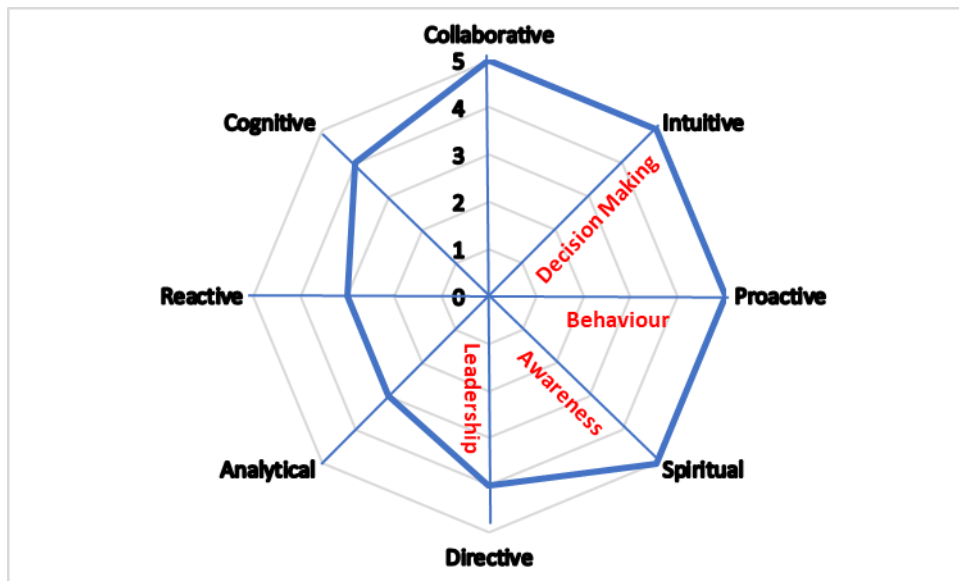 Collaborative
5
4
Cognitive
Intuitive
3
2
Decision Making
1
Reactive
0
Proactive
Behaviour
Leadership
Awareness
Analytical
Spiritual
Directive